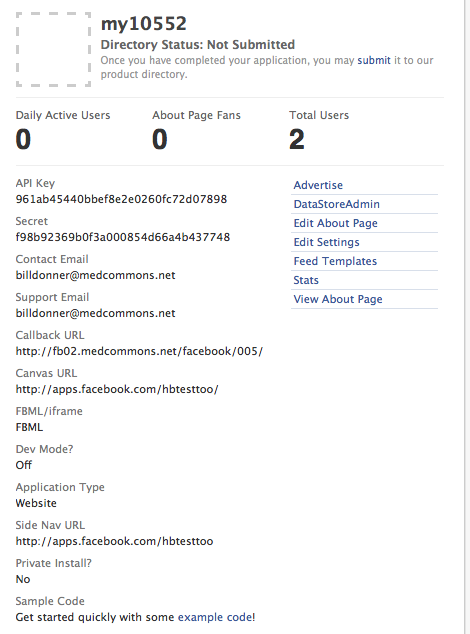 my10552
Directory Status: Not Submitted
Once you have completed your application, you may submit it to our
product directory.
Daily Active Users
About Page Fans
Total Users
0
0
2
API Key
961ab45440bbef8e2e0260fc72d07898
Secret
f98b92369b0f3a000854d66a4b437748
Contact Email
billdonner@medcommons.net
Support Email
billdonner@medcommons.net
Callback URL
http://fb02.medcommons.net/facebook/005/
Canvas URL
http://apps.facebook.com/hbtesttoo/
FBML/iframe
FBML
Dev Mode?
Off
Application Type
Website
Side Nav URL
http://apps.facebook.com/hbtesttoo
Private Install?
No
Sample Code
Get started quickly with some example code!
Advertise
DataStoreAdmin
Edit About Page
Edit Settings
Feed Templates
Stats
View About Page